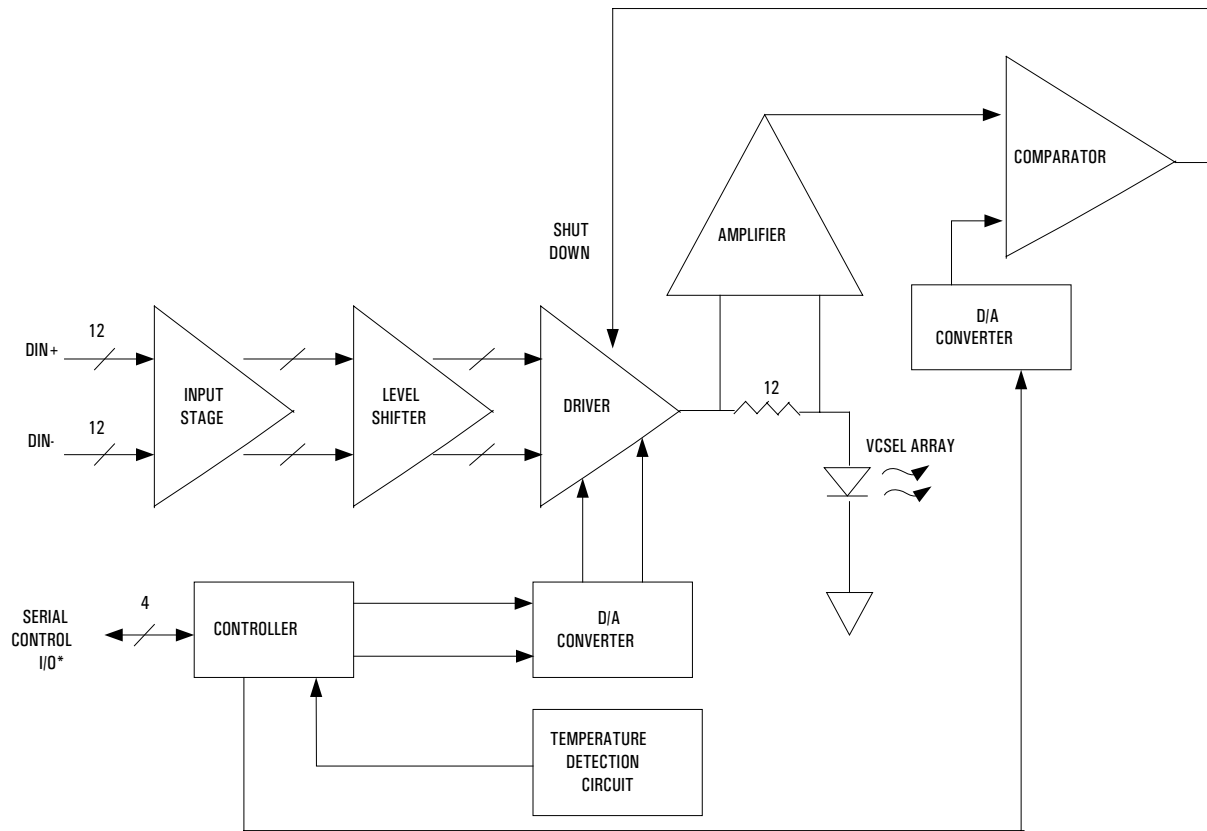 COMPARATOR
SHUT
DOWN
AMPLIFIER
D/A
CONVERTER
DIN+
12
INPUT
STAGE
LEVEL
SHIFTER
DRIVER
12
DIN-
12
VCSEL ARRAY
SERIAL
CONTROL
I/O*
4
CONTROLLER
D/A
CONVERTER
TEMPERATURE
DETECTION
CIRCUIT